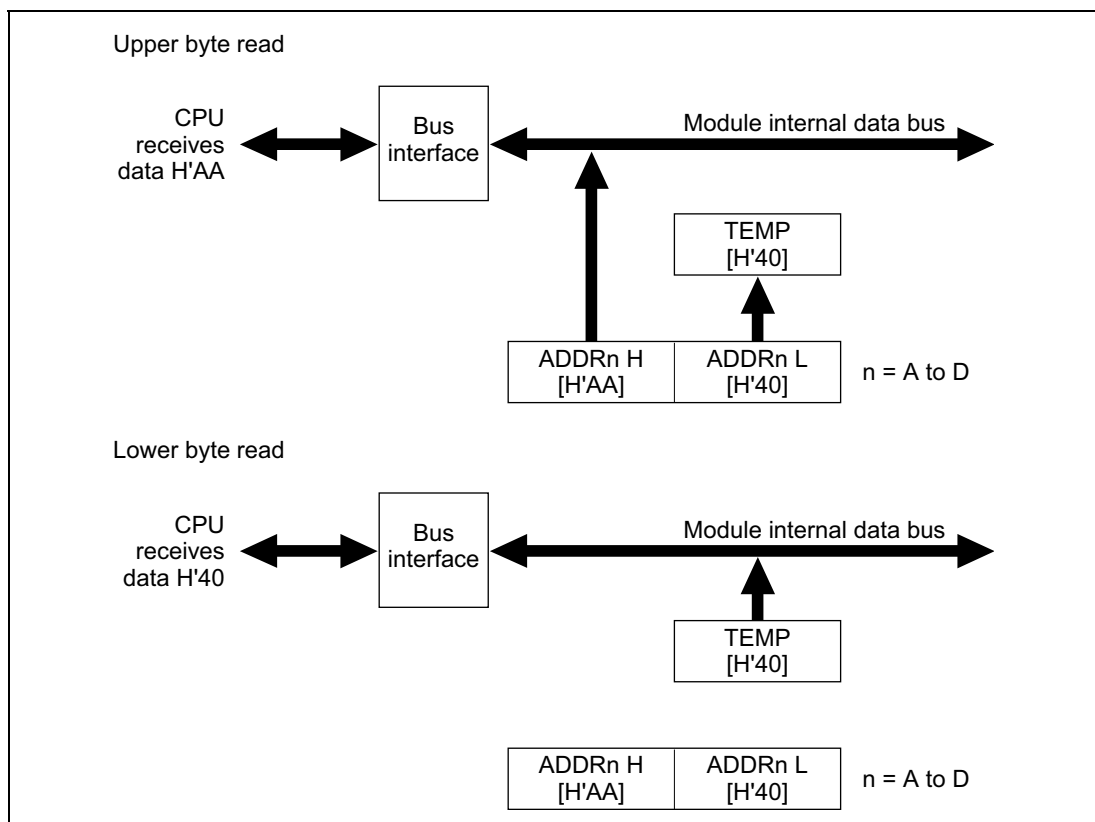 Upper byte read
CPU
receives
data H'AA
Bus
interface
Module internal data bus
TEMP
[H'40]
ADDRn H
[H'AA]
ADDRn L
[H'40]
n = A to D
Lower byte read
CPU
receives
data H'40
Bus
interface
Module internal data bus
TEMP
[H'40]
ADDRn H
[H'AA]
ADDRn L
[H'40]
n = A to D